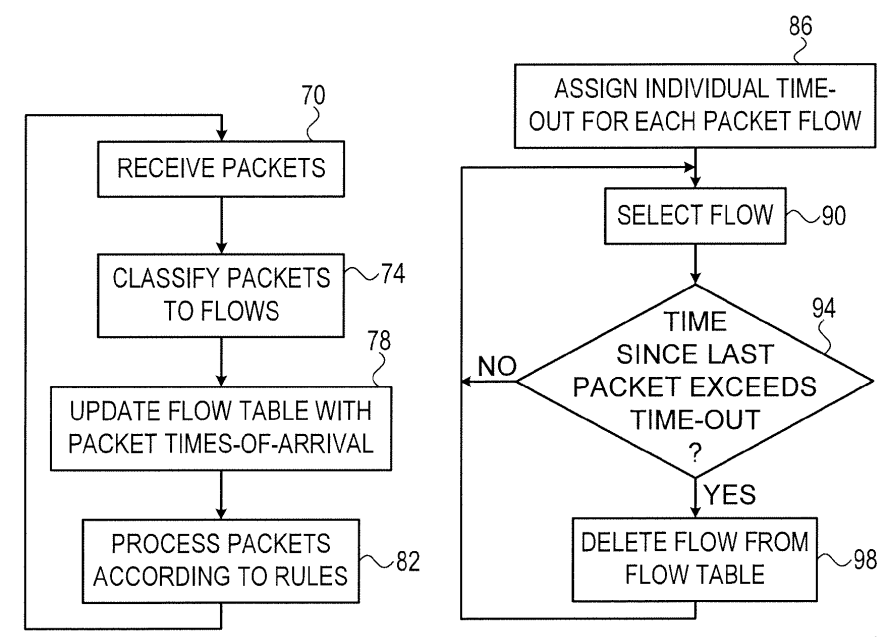 70
RECEIVE PACKETS
CLASSIFY PACKETS
TO FLOWS
74
78
UPDATE FLOW TABLE WITH
PACKET TIMES-OF-ARRIVAL
PROCESS PACKETS
ACCORDING TO RULES
82
86
ASSIGN INDIVIDUAL TIME-
OUT FOR EACH PACKET FLOW
SELECT FLOW
90
94
TIME
SINCE LAST
PACKET EXCEEDS
TIME-OUT
?
NO
YES
DELETE FLOW FROM
FLOW TABLE
98